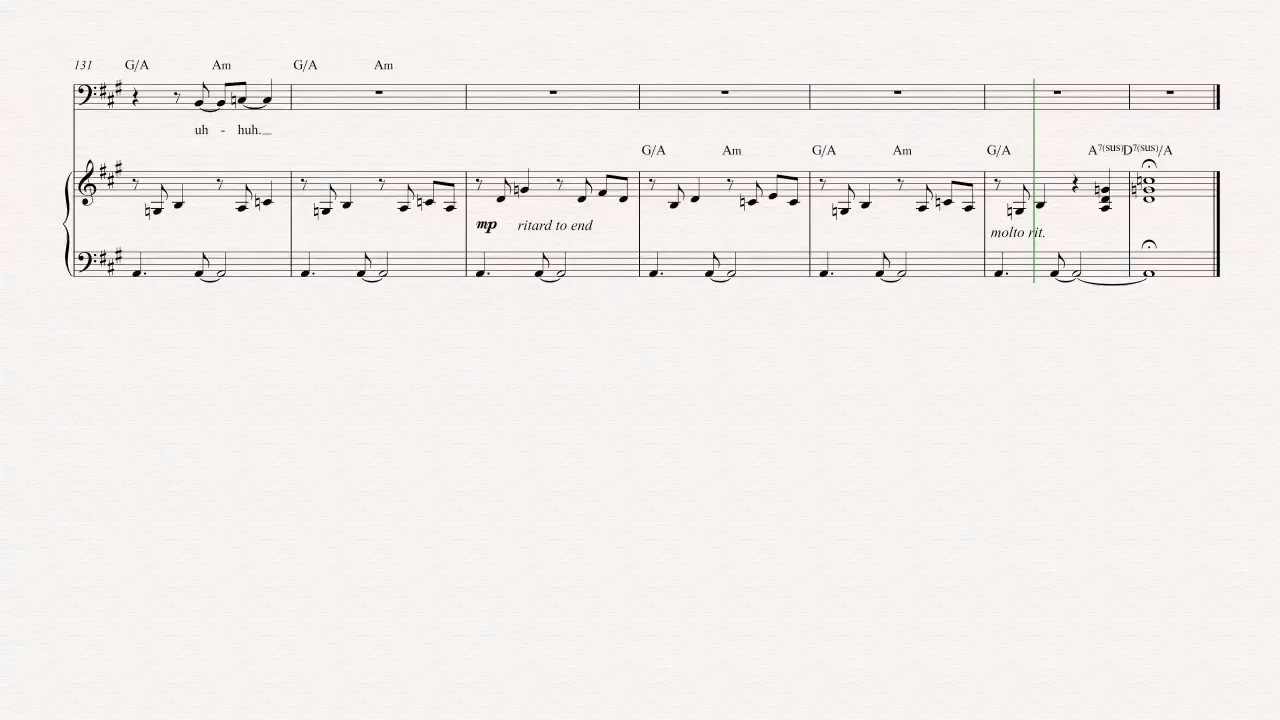 131 G/A Am G/A Am
uh - huh.
G/A Am G/A Am G/A A7(sus) D7(sus)/A
mp ritard to end molto rit.